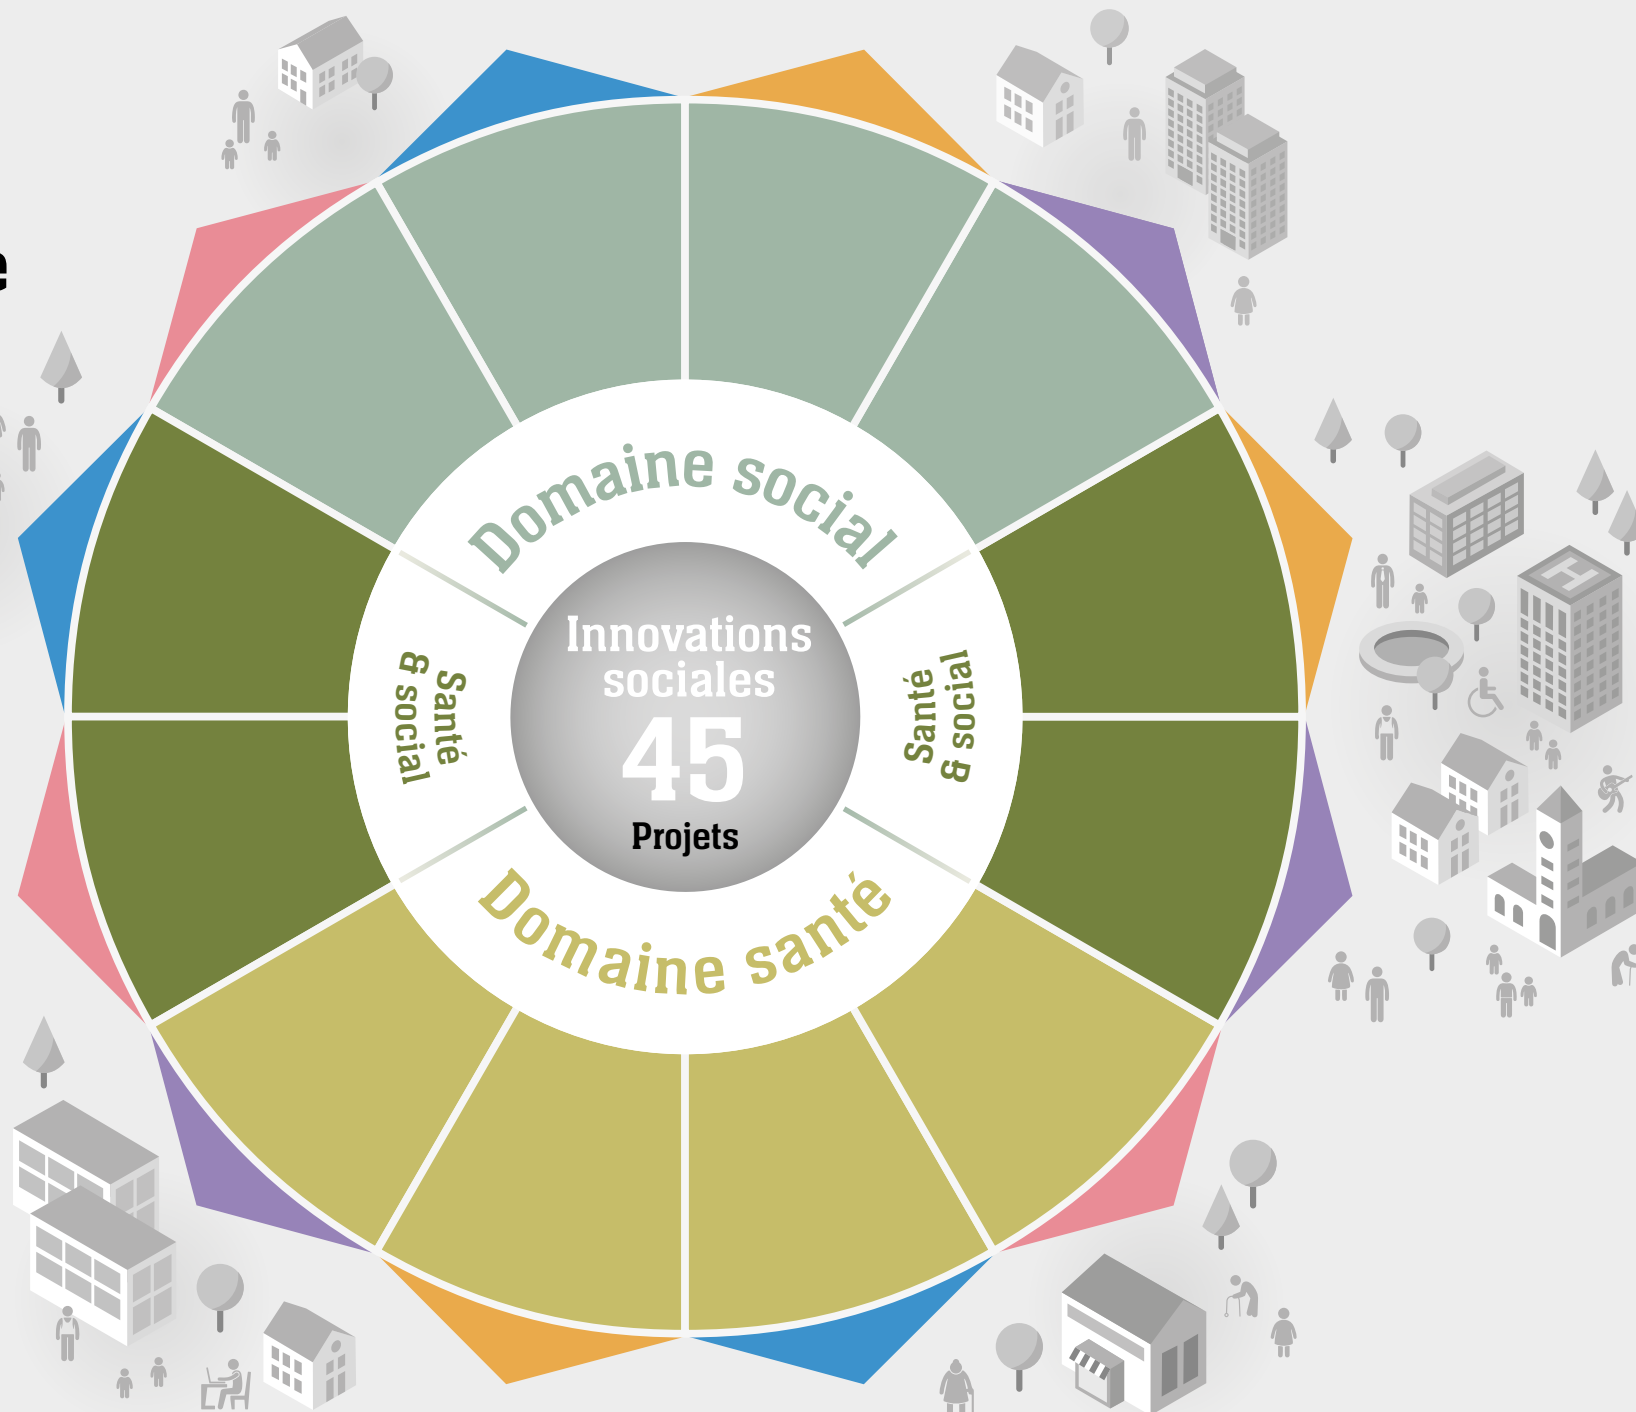 e
Domaine social
Innovations
sociales
45
Projets
Santé
& social
Santé
& social
Domaine santé
H